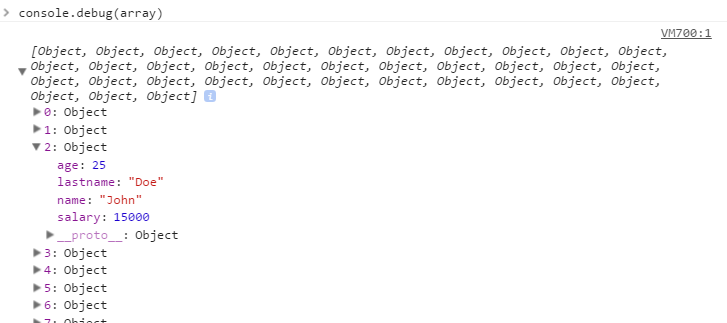 console.debug(array)
VM700:1
[Object, Object, Object, Object, Object, Object, Object, Object, Object, Object, Object,
Object, Object, Object, Object, Object, Object, Object, Object, Object, Object, Object,
Object, Object, Object, Object, Object, Object, Object, Object, Object, Object, Object,
Object, Object, Object] i
0: Object
1: Object
2: Object
age: 25
lastname: "Doe"
name: "John"
salary: 15000
__proto__: Object
3: Object
4: Object
5: Object
6: Object
7: Object